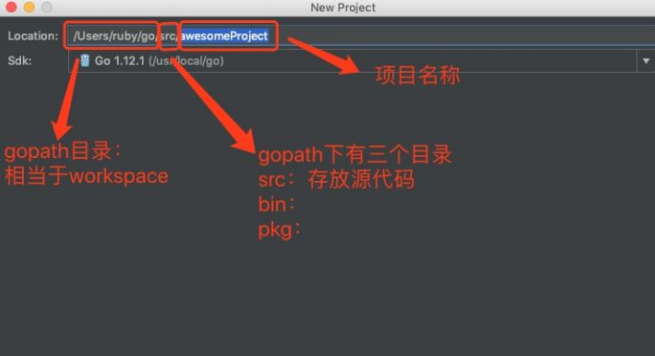 New Project
Location: /Users/ruby/go/src/awesomeProject
Sdk: Go 1.12.1 (/usr/local/go)
项目名称
gopath目录：
相当于workspace
gopath下有三个目录
src：存放源代码
bin：
pkg：